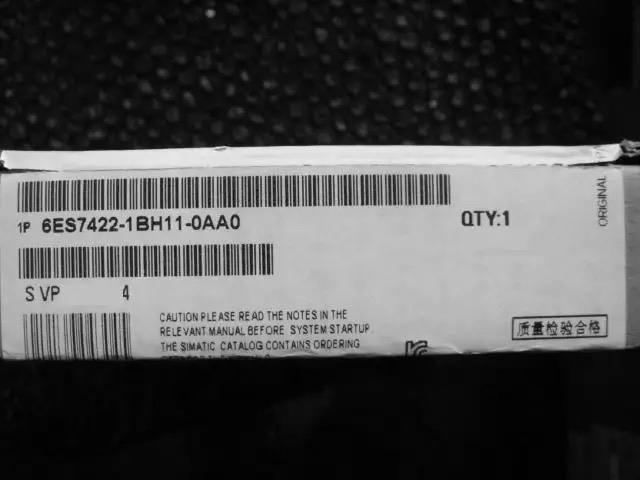 1P 6ES7422-1BH11-0AA0
QTY:1
ORIGINAL
S VP 4
CAUTION PLEASE READ THE NOTES IN THE
RELEVANT MANUAL BEFORE SYSTEM STARTUP
THE SIMATIC CATALOG CONTAINS ORDERING
质量检验合格